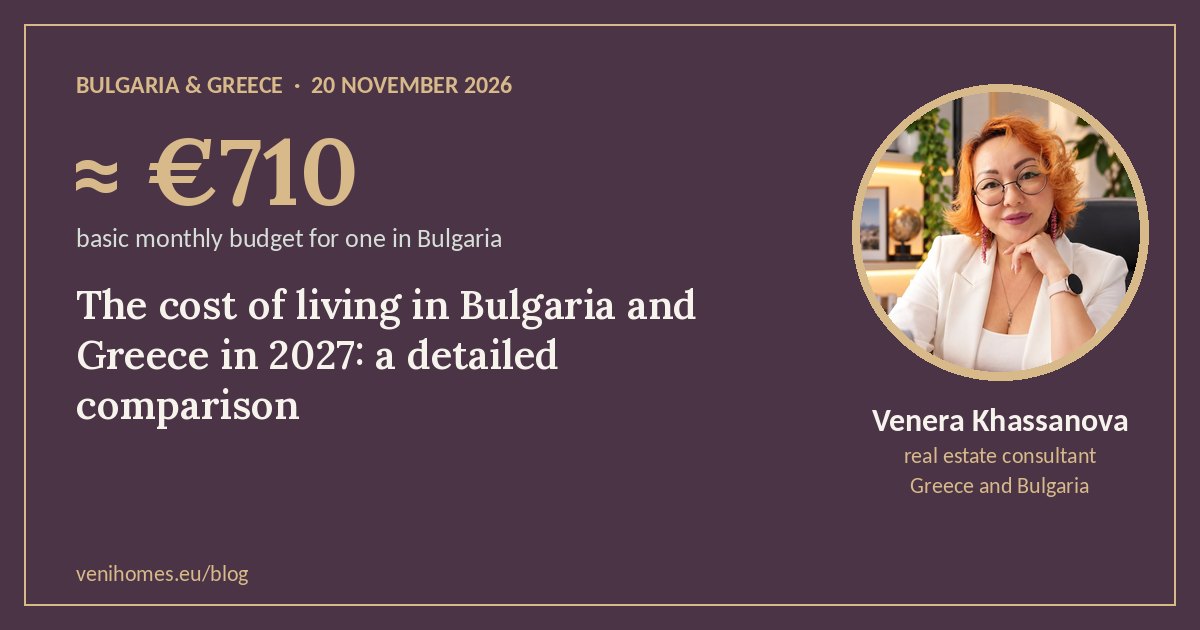 BULGARIA & GREECE · 20 NOVEMBER 2026
≈ €710
basic monthly budget for one in Bulgaria
The cost of living in Bulgaria and
Greece in 2027: a detailed
comparison
Venera Khassanova
real estate consultant
Greece and Bulgaria
venihomes.eu/blog